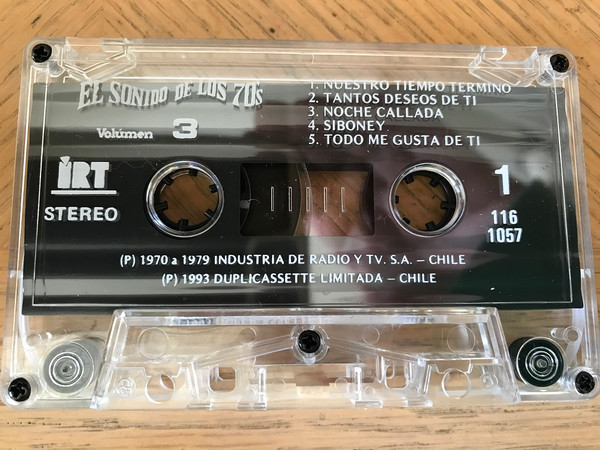 EL SONIDO DE LOS 70s
Volúmen 3
1. NUESTRO TIEMPO TERMINO
2. TANTOS DESEOS DE TI
3. NOCHE CALLADA
4. SIBONEY
5. TODO ME GUSTA DE TI
IRT
STEREO
1
116
1057
(P) 1970 a 1979 INDUSTRIA DE RADIO Y TV. S.A. – CHILE
(P) 1993 DUPLICASSETTE LIMITADA – CHILE